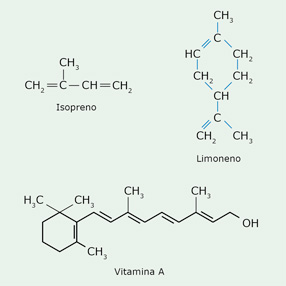 CH₃
CH₂=C—CH=CH₂
Isopreno
CH₃
C
HC CH₂
CH₂ CH₂
CH
C
CH₂ CH₃
Limoneno
H₃C CH₃ CH₃ CH₃
OH
CH₃
Vitamina A